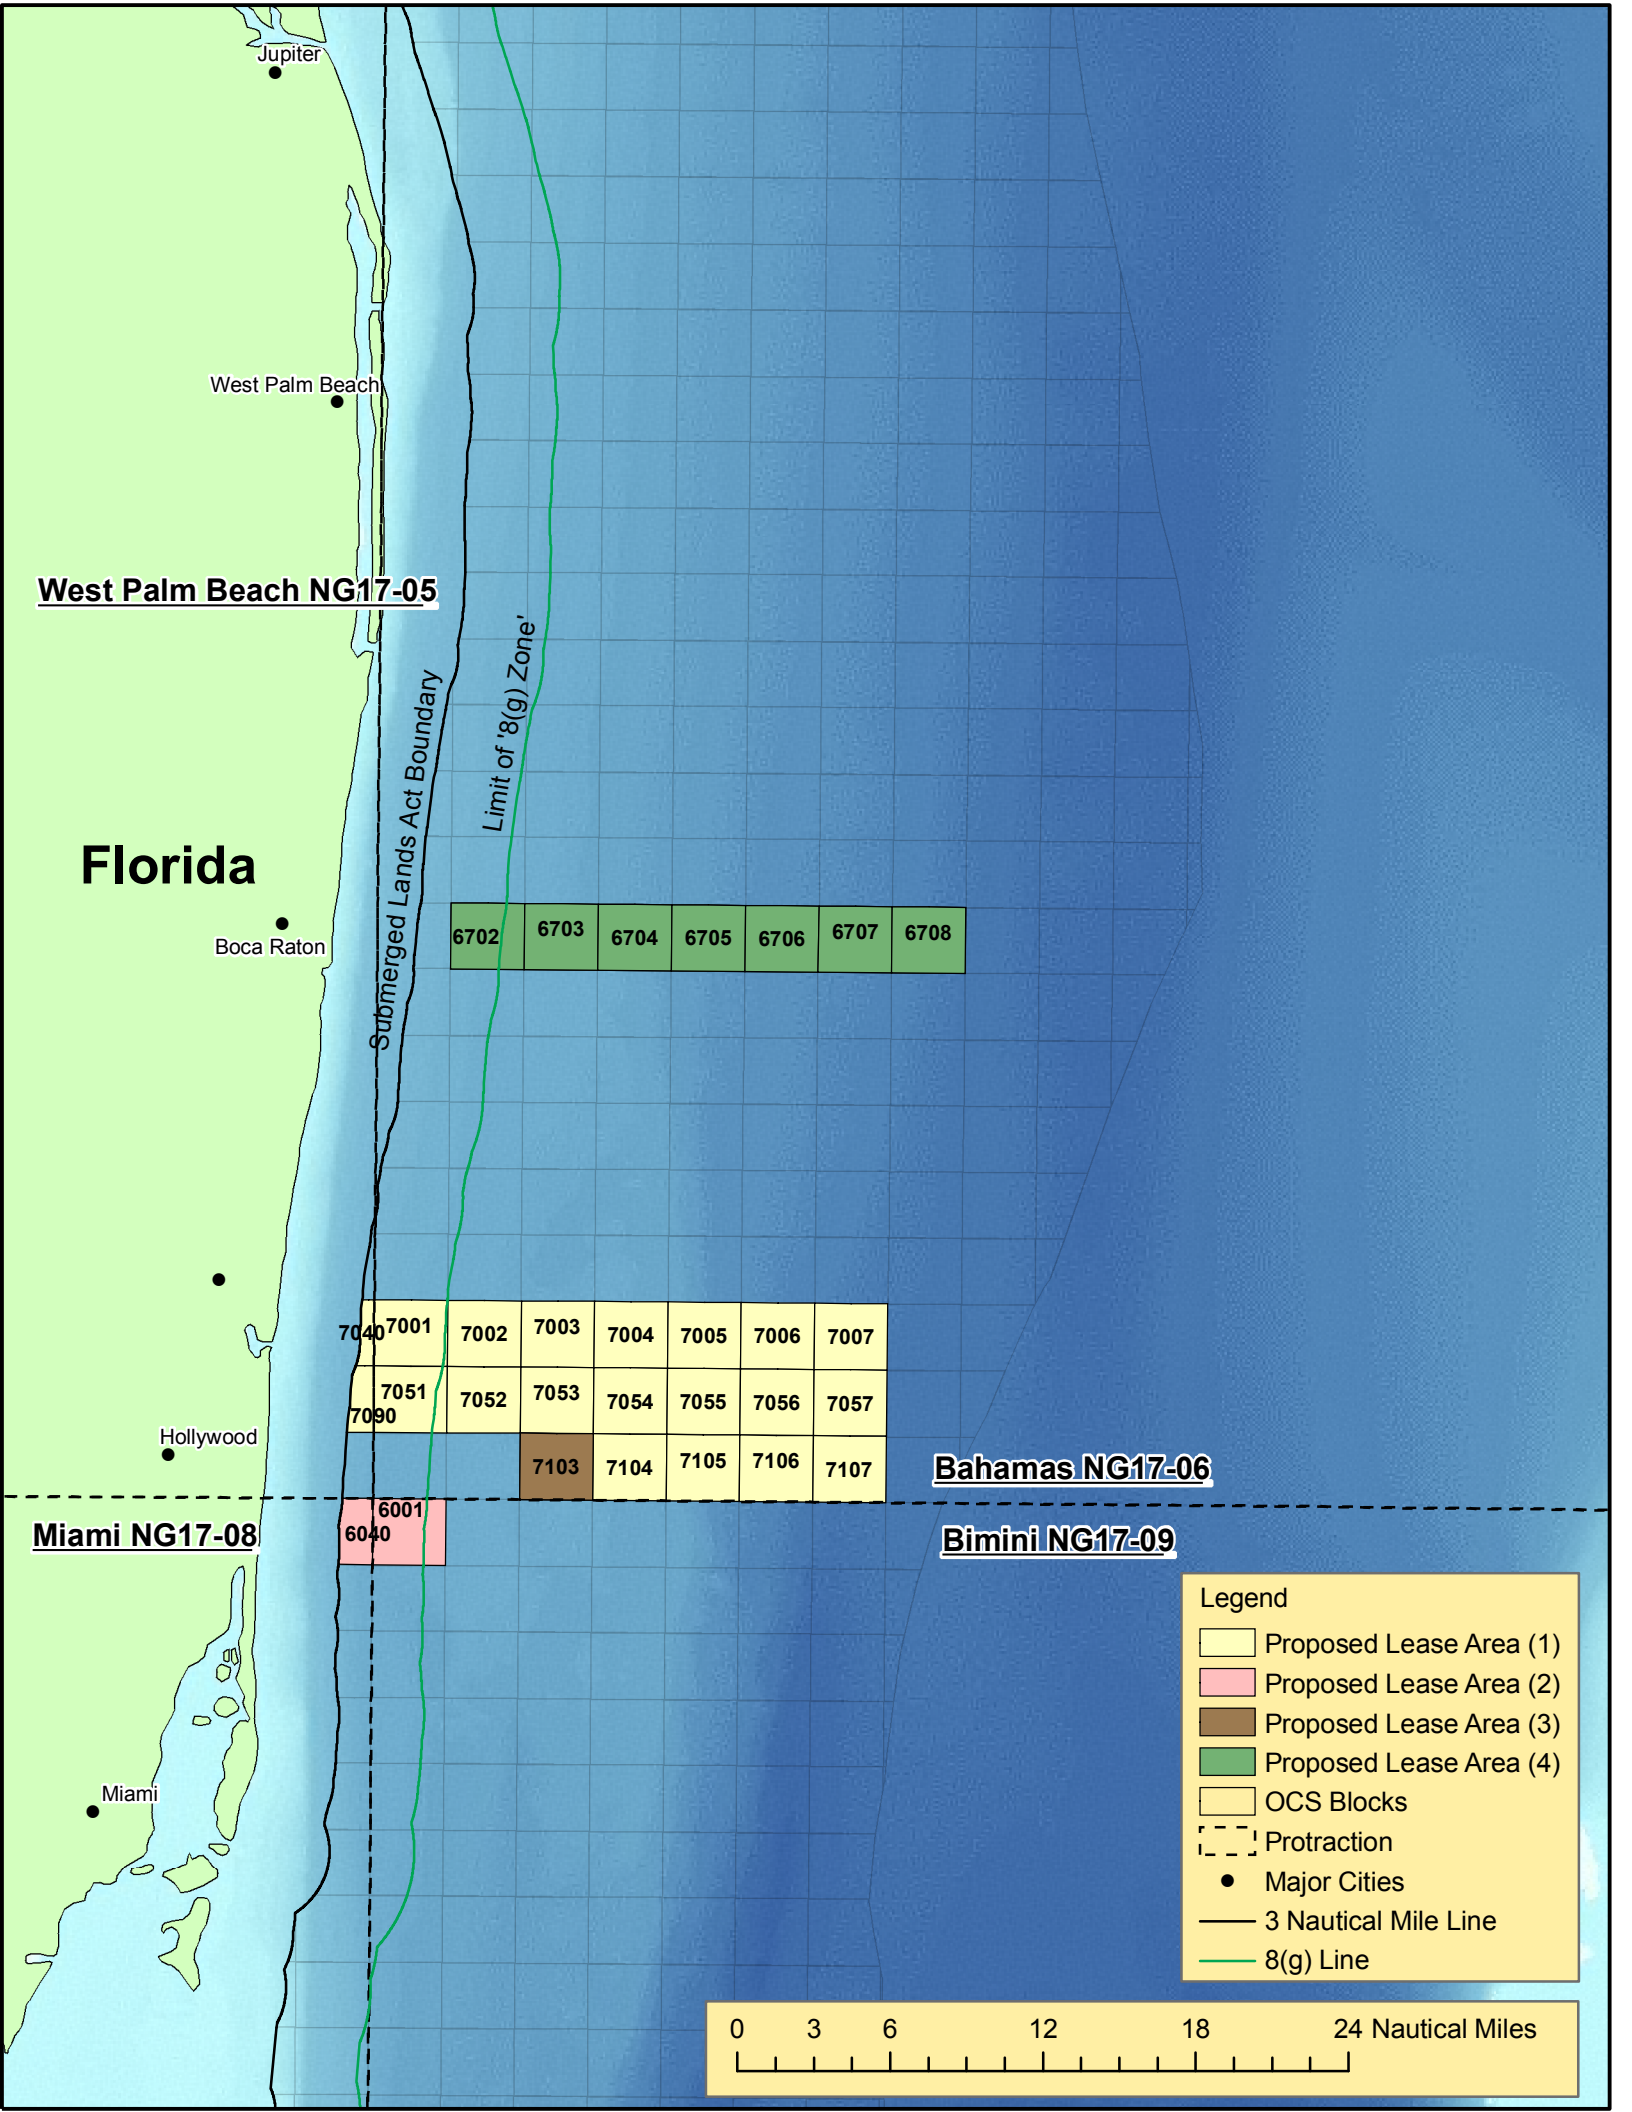 Jupiter
West Palm Beach
West Palm Beach NG17-05
Limit of '8(g) Zone'
Submerged Lands Act Boundary
Florida
Boca Raton
6702 6703 6704 6705 6706 6707 6708
7040 7001 7002 7003 7004 7005 7006 7007
7051 7052 7053 7054 7055 7056 7057
7090
Hollywood
7103 7104 7105 7106 7107
Bahamas NG17-06
6001
6040
Miami NG17-08
Bimini NG17-09
Miami
Legend
Proposed Lease Area (1)
Proposed Lease Area (2)
Proposed Lease Area (3)
Proposed Lease Area (4)
OCS Blocks
Protraction
Major Cities
3 Nautical Mile Line
8(g) Line
0 3 6 12 18 24 Nautical Miles